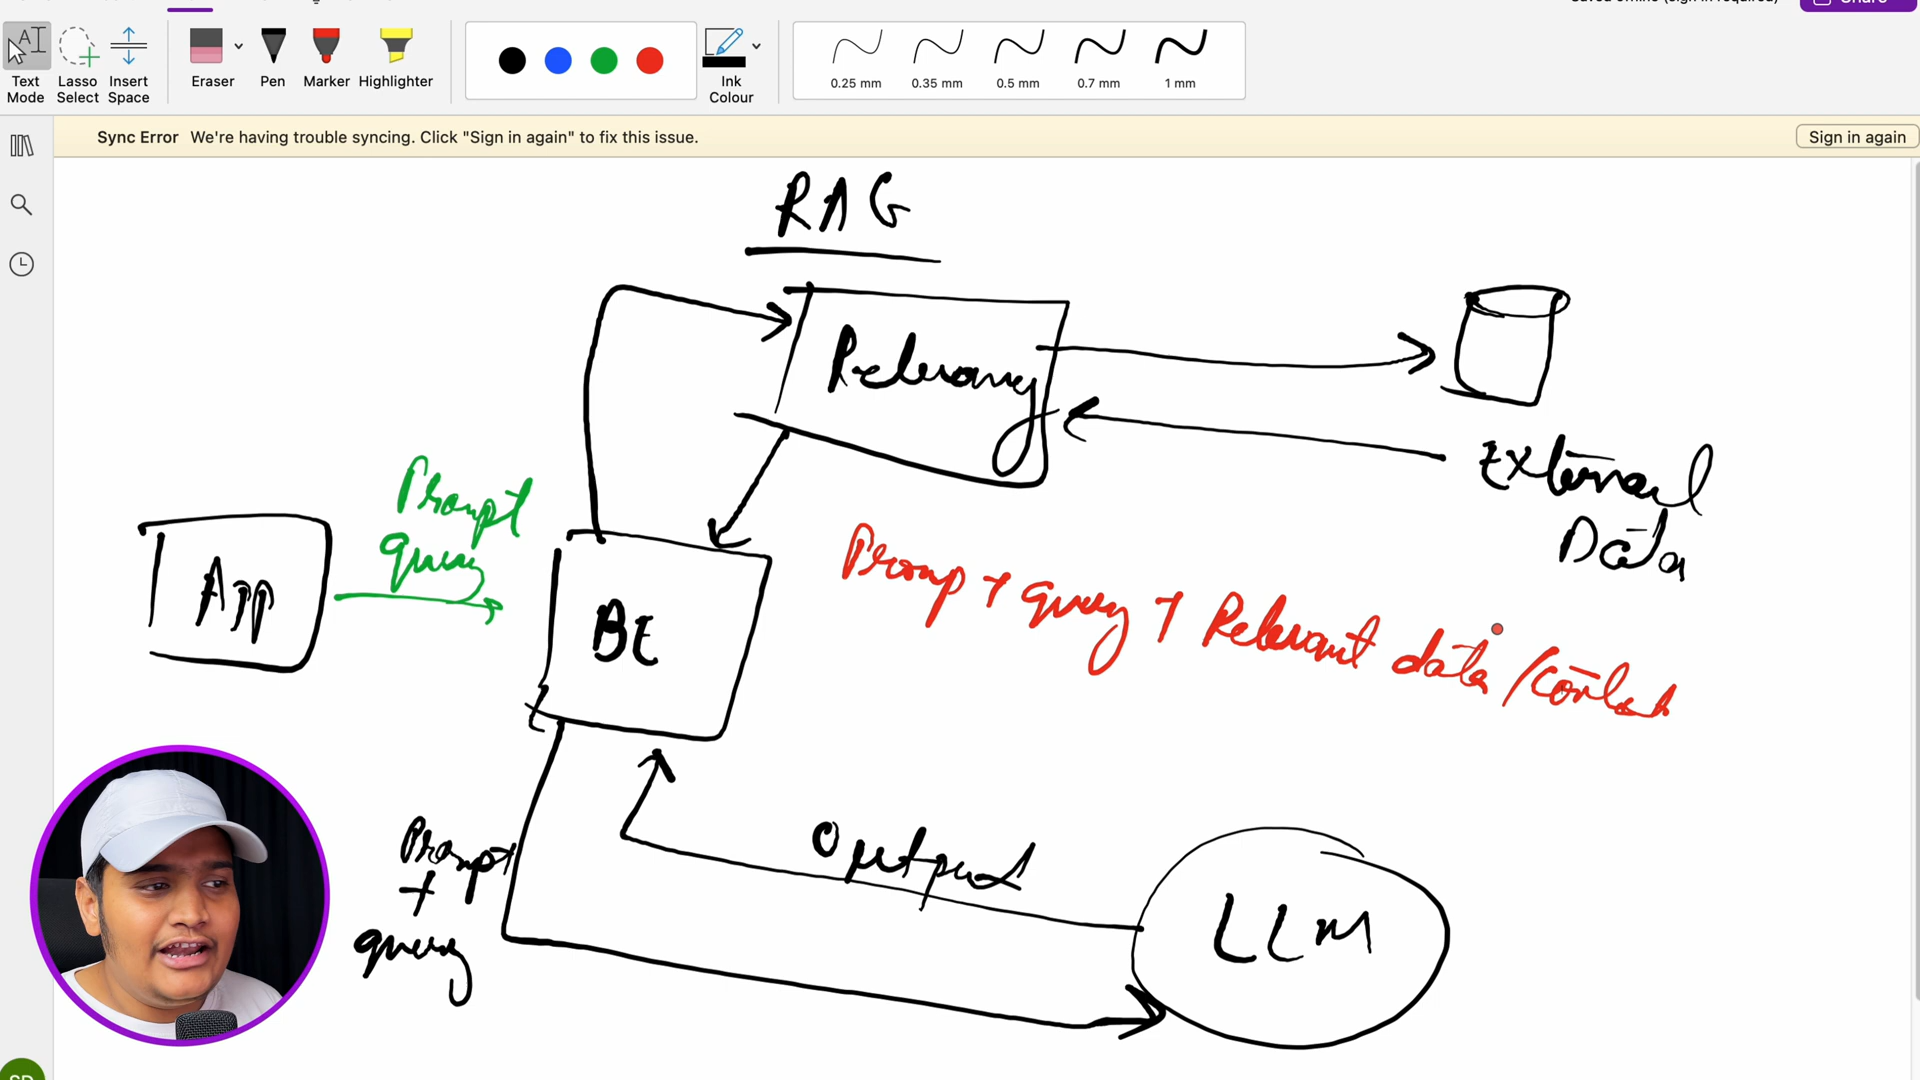 Text Mode
Lasso Select
Insert Space
Eraser
Pen
Marker
Highlighter
Ink Colour
0.25 mm
0.35 mm
0.5 mm
0.7 mm
1 mm
Sync Error We're having trouble syncing. Click "Sign in again" to fix this issue.
Sign in again
RAG
Relevancy
External
Data
Prompt
query
App
BE
Promp + query + Relevant data /Context
Prompt
+
query
Output
LLM